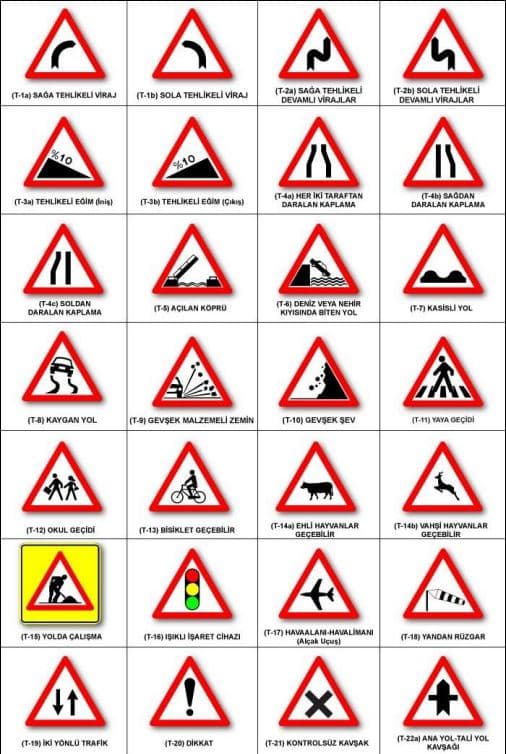 (T-1a) SAĞA TEHLİKELİ VİRAJ
(T-1b) SOLA TEHLİKELİ VİRAJ
(T-2a) SAĞA TEHLİKELİ
DEVAMLI VİRAJLAR
(T-2b) SOLA TEHLİKELİ
DEVAMLI VİRAJLAR
%10
(T-3a) TEHLİKELİ EĞİM (İniş)
%10
(T-3b) TEHLİKELİ EĞİM (Çıkış)
(T-4a) HER İKİ TARAFTAN
DARALAN KAPLAMA
(T-4b) SAĞDAN
DARALAN KAPLAMA
(T-4c) SOLDAN
DARALAN KAPLAMA
(T-5) AÇILAN KÖPRÜ
(T-6) DENİZ VEYA NEHİR
KIYISINDA BİTEN YOL
(T-7) KASİSLİ YOL
(T-8) KAYGAN YOL
(T-9) GEVŞEK MALZEMELİ ZEMİN
(T-10) GEVŞEK ŞEV
(T-11) YAYA GEÇİDİ
(T-12) OKUL GEÇİDİ
(T-13) BİSİKLET GEÇEBİLİR
(T-14a) EHLİ HAYVANLAR
GEÇEBİLİR
(T-14b) VAHŞİ HAYVANLAR
GEÇEBİLİR
(T-15) YOLDA ÇALIŞMA
(T-16) IŞIKLI İŞARET CİHAZI
(T-17) HAVAALANI-HAVALİMANI
(Alçak Uçuş)
(T-18) YANDAN RÜZGAR
(T-19) İKİ YÖNLÜ TRAFİK
(T-20) DİKKAT
(T-21) KONTROLSÜZ KAVŞAK
(T-22a) ANA YOL-TALİ YOL
KAVŞAĞI